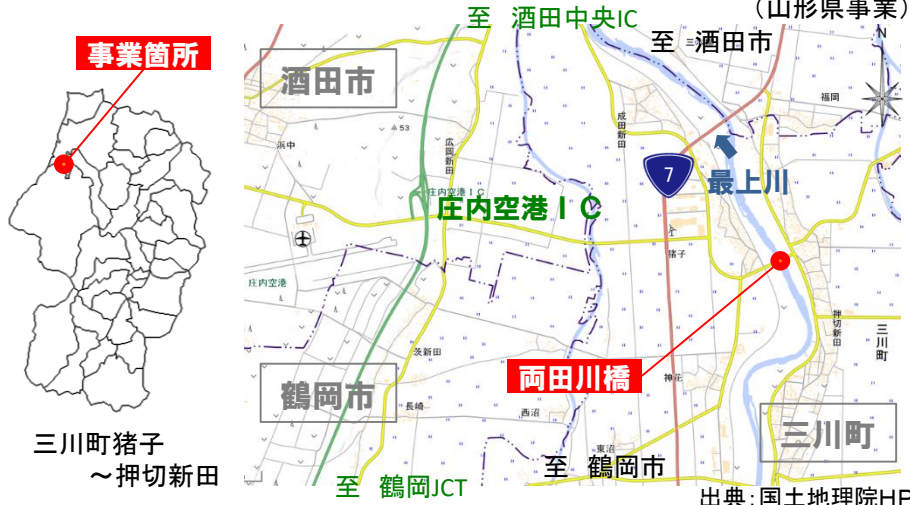 (山形県事業)
至 酒田中央IC
至 酒田市
事業箇所
酒田市
N
福岡
成田新田
広岡新田
53
浜中
7
最上川
庄内空港IC
庄内空港IC
猪子
庄内空港
押切新田
三川町
茨新田
両田川橋
神花
鶴岡市
長崎
西沼
三川町
東沼
三川町猪子
~押切新田
至 鶴岡市
至 鶴岡JCT
出典:国土地理院HP